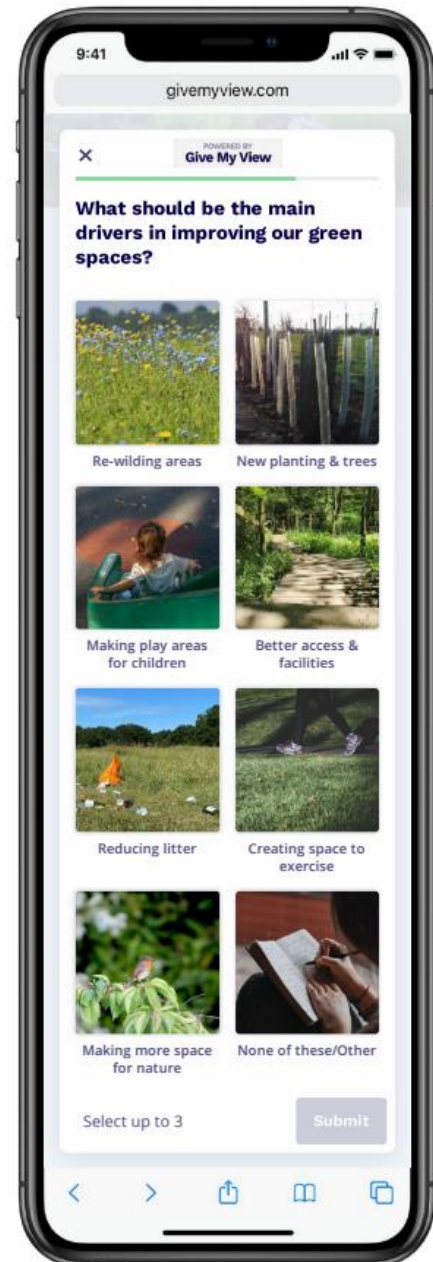 9:41
givemyview.com
POWERED BY
Give My View
What should be the main
drivers in improving our green
spaces?
Re-wilding areas
New planting & trees
Making play areas
for children
Better access &
facilities
Reducing litter
Creating space to
exercise
Making more space
for nature
None of these/Other
Select up to 3
Submit